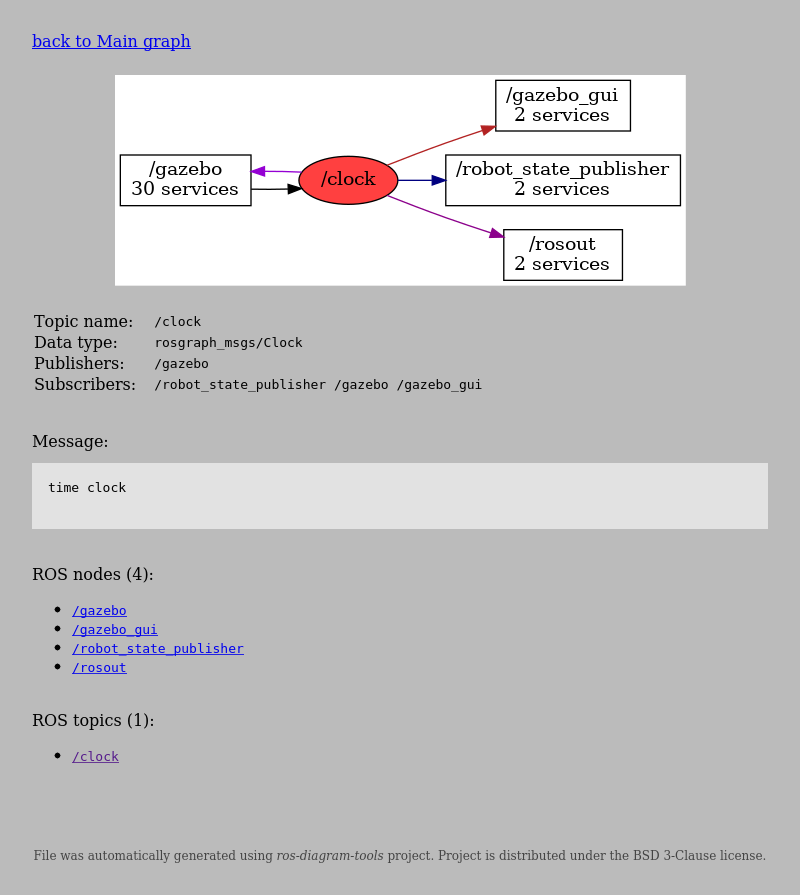 back to Main graph
/gazebo_gui
2 services
/gazebo
30 services
/clock
/robot_state_publisher
2 services
/rosout
2 services
Topic name: /clock
Data type: rosgraph_msgs/Clock
Publishers: /gazebo
Subscribers: /robot_state_publisher /gazebo /gazebo_gui
Message:
time clock
ROS nodes (4):
/gazebo
/gazebo_gui
/robot_state_publisher
/rosout
ROS topics (1):
/clock
File was automatically generated using ros-diagram-tools project. Project is distributed under the BSD 3-Clause license.